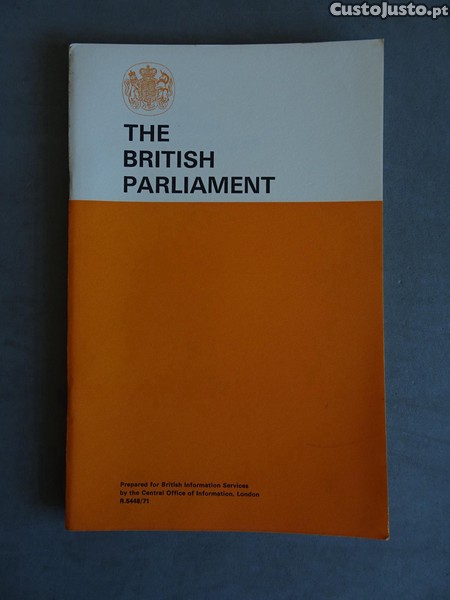 CustoJusto.pt
THE
BRITISH
PARLIAMENT
Prepared for British Information Services
by the Central Office of Information, London
R.5448/71